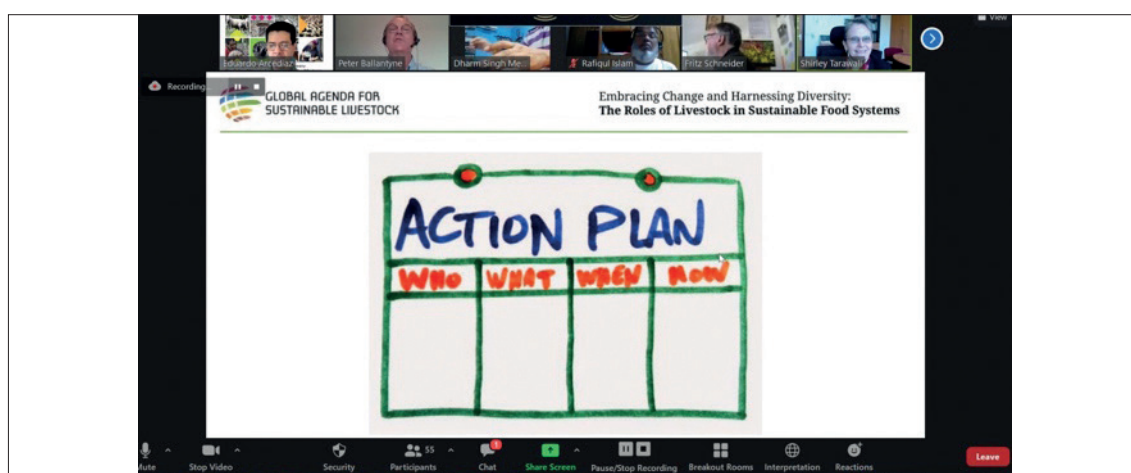 View
Eduardo Arcediaz
Peter Ballantyne
Dharm Singh Me...
Rafiqul Islam
Fritz Schneider
Shirley Tarawali
Recording...
GLOBAL AGENDA FOR
SUSTAINABLE LIVESTOCK
Embracing Change and Harnessing Diversity:
The Roles of Livestock in Sustainable Food Systems
ACTION PLAN
WHO WHAT WHEN HOW
1
55
Mute Stop Video Security Participants Chat Share Screen Pause/Stop Recording Breakout Rooms Interpretation Reactions Leave